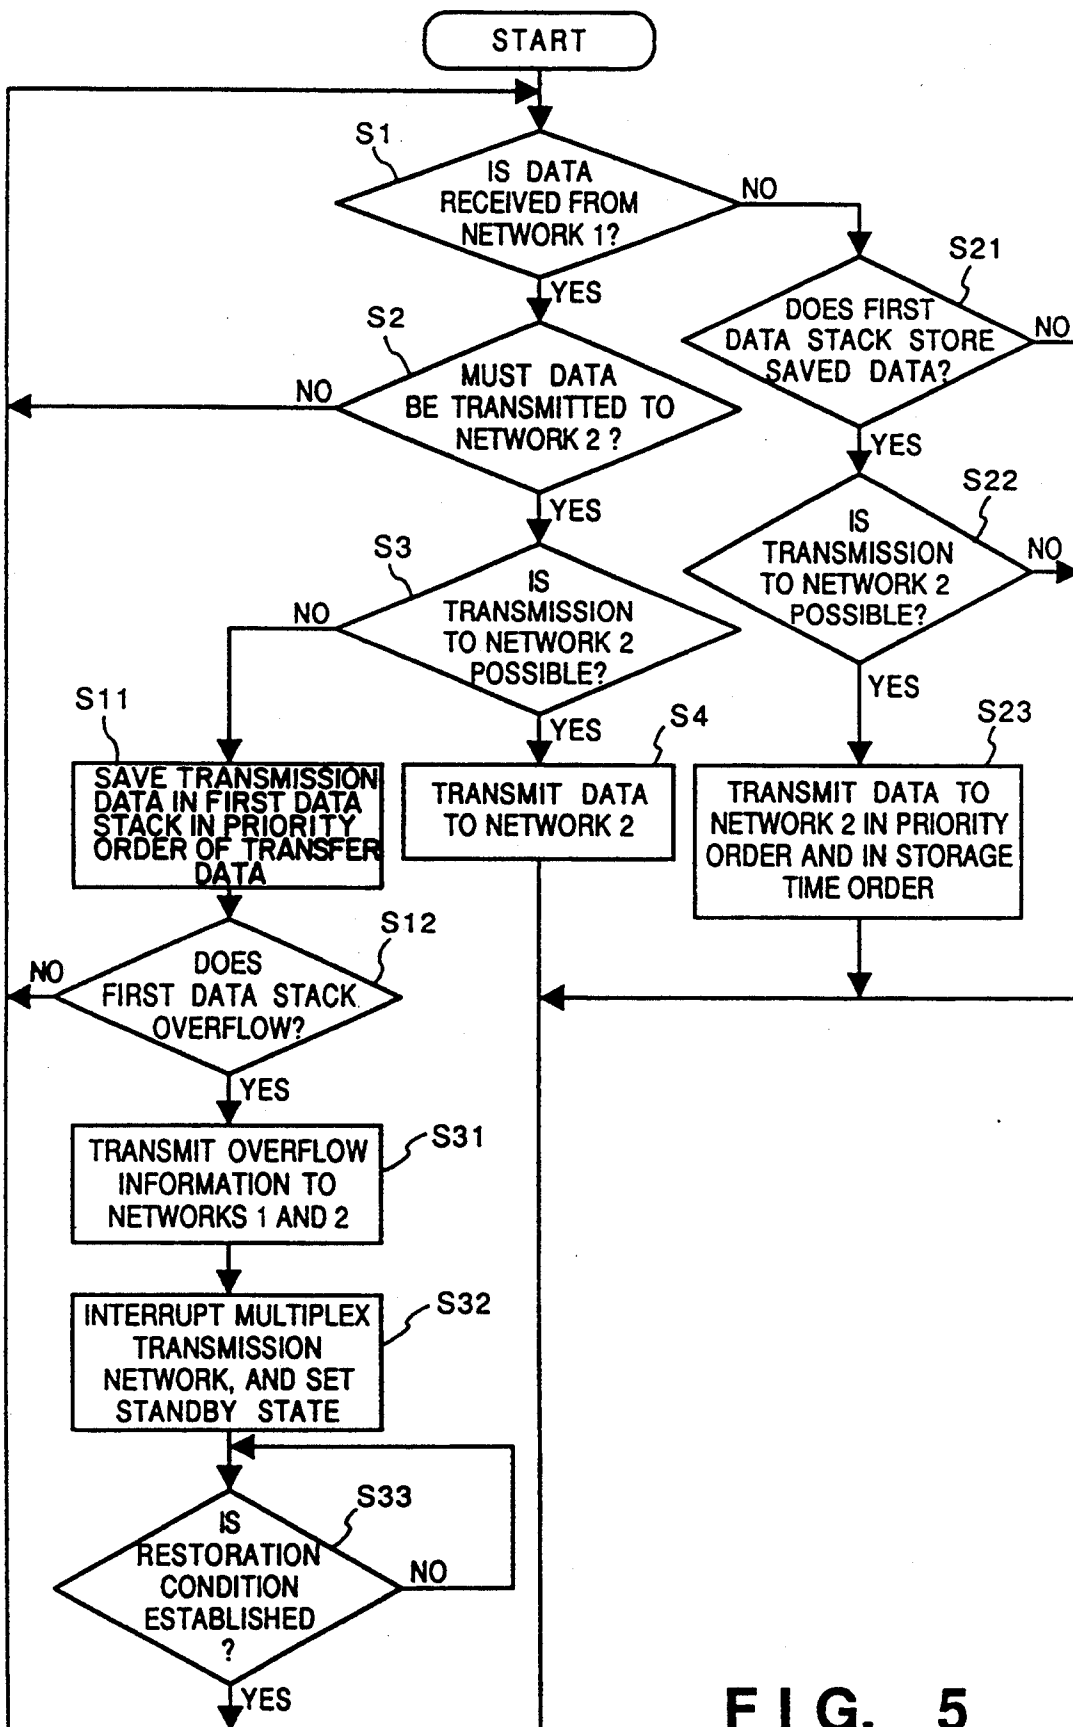 START
S1
IS DATA
RECEIVED FROM
NETWORK 1?
NO
YES
S21
DOES FIRST
DATA STACK STORE
SAVED DATA?
NO
YES
S2
MUST DATA
BE TRANSMITTED TO
NETWORK 2 ?
NO
YES
S22
IS
TRANSMISSION
TO NETWORK 2
POSSIBLE?
NO
YES
S3
IS
TRANSMISSION
TO NETWORK 2
POSSIBLE?
NO
YES
S11
SAVE TRANSMISSION
DATA IN FIRST DATA
STACK IN PRIORITY
ORDER OF TRANSFER
DATA
S4
TRANSMIT DATA
TO NETWORK 2
S23
TRANSMIT DATA TO
NETWORK 2 IN PRIORITY
ORDER AND IN STORAGE
TIME ORDER
S12
DOES
FIRST DATA STACK
OVERFLOW?
NO
YES
S31
TRANSMIT OVERFLOW
INFORMATION TO
NETWORKS 1 AND 2
S32
INTERRUPT MULTIPLEX
TRANSMISSION
NETWORK, AND SET
STANDBY STATE
S33
IS
RESTORATION
CONDITION
ESTABLISHED
?
NO
YES
FIG. 5